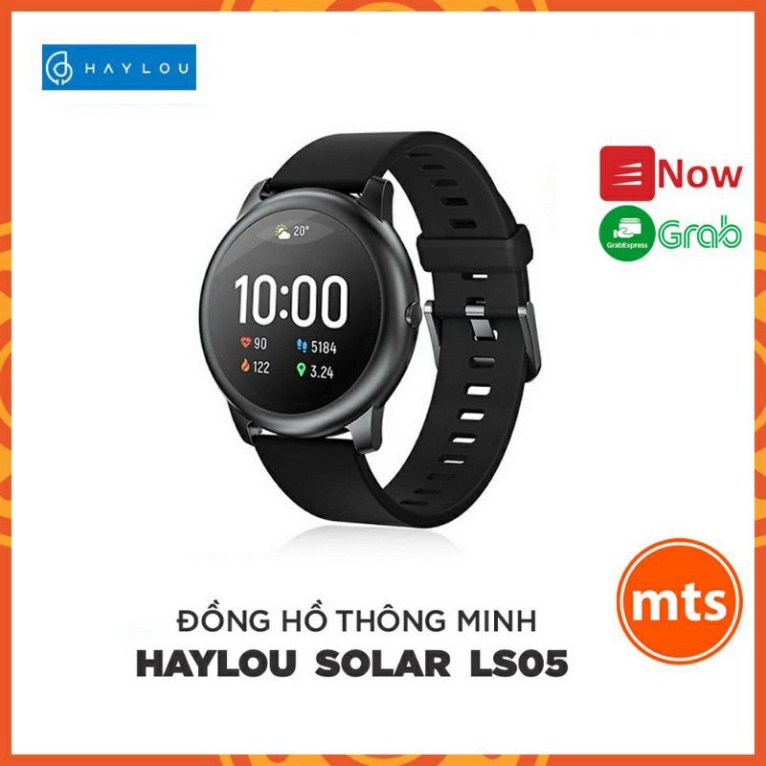 HAYLOU
Now
GrabExpress
Grab
20°
10:00
90
5184
122
3.24
mts
ĐỒNG HỒ THÔNG MINH
HAYLOU SOLAR LS05